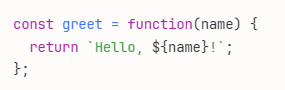 const greet = function(name) {
  return `Hello, ${name}!`;
};